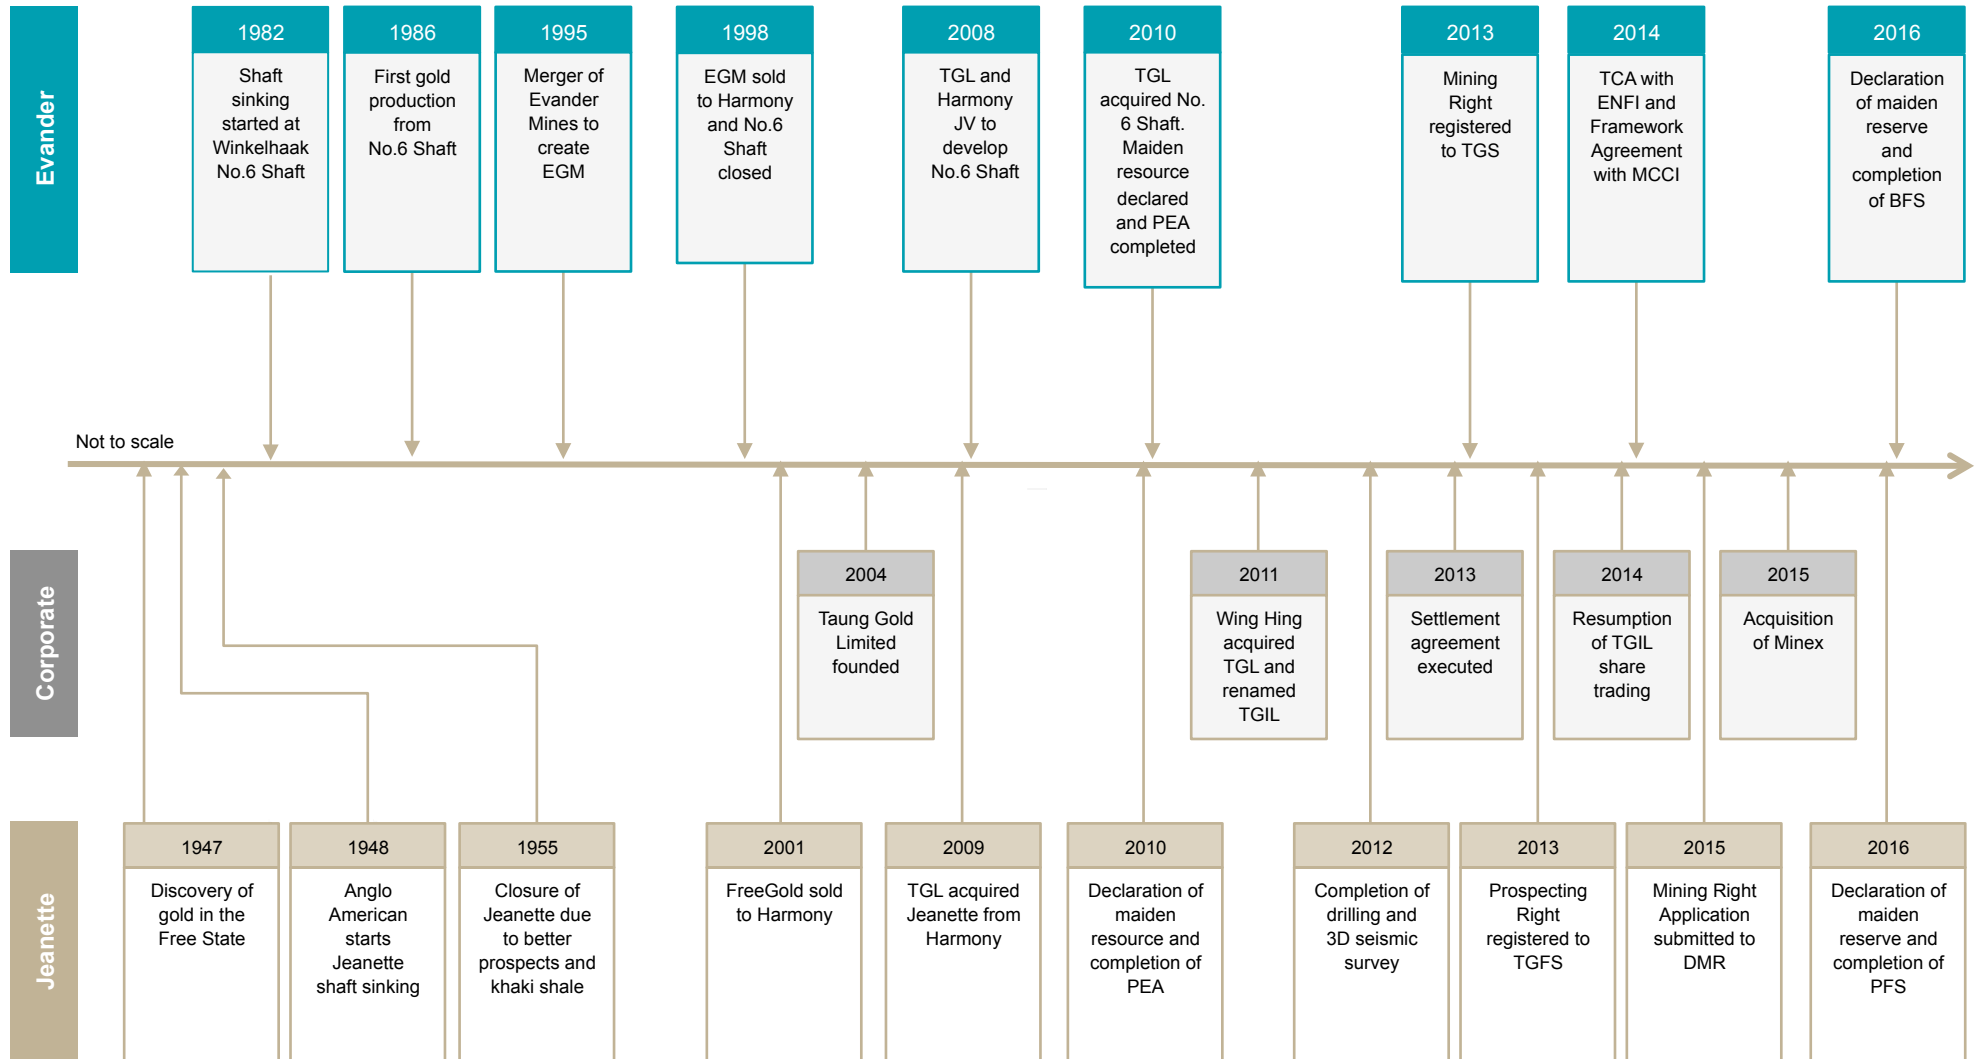 Evander
1982
Shaft
sinking
started at
Winkelhaak
No.6 Shaft
1986
First gold
production
from
No.6 Shaft
1995
Merger of
Evander
Mines to
create
EGM
1998
EGM sold
to Harmony
and No.6
Shaft
closed
2008
TGL and
Harmony
JV to
develop
No.6 Shaft
2010
TGL
acquired No.
6 Shaft.
Maiden
resource
declared
and PEA
completed
2013
Mining
Right
registered
to TGS
2014
TCA with
ENFI and
Framework
Agreement
with MCCI
2016
Declaration
of maiden
reserve
and
completion
of BFS
Not to scale
Corporate
2004
Taung Gold
Limited
founded
2011
Wing Hing
acquired
TGL and
renamed
TGIL
2013
Settlement
agreement
executed
2014
Resumption
of TGIL
share
trading
2015
Acquisition
of Minex
Jeanette
1947
Discovery of
gold in the
Free State
1948
Anglo
American
starts
Jeanette
shaft sinking
1955
Closure of
Jeanette due
to better
prospects and
khaki shale
2001
FreeGold sold
to Harmony
2009
TGL acquired
Jeanette from
Harmony
2010
Declaration of
maiden
resource and
completion of
PEA
2012
Completion of
drilling and
3D seismic
survey
2013
Prospecting
Right
registered to
TGFS
2015
Mining Right
Application
submitted to
DMR
2016
Declaration of
maiden
reserve and
completion of
PFS